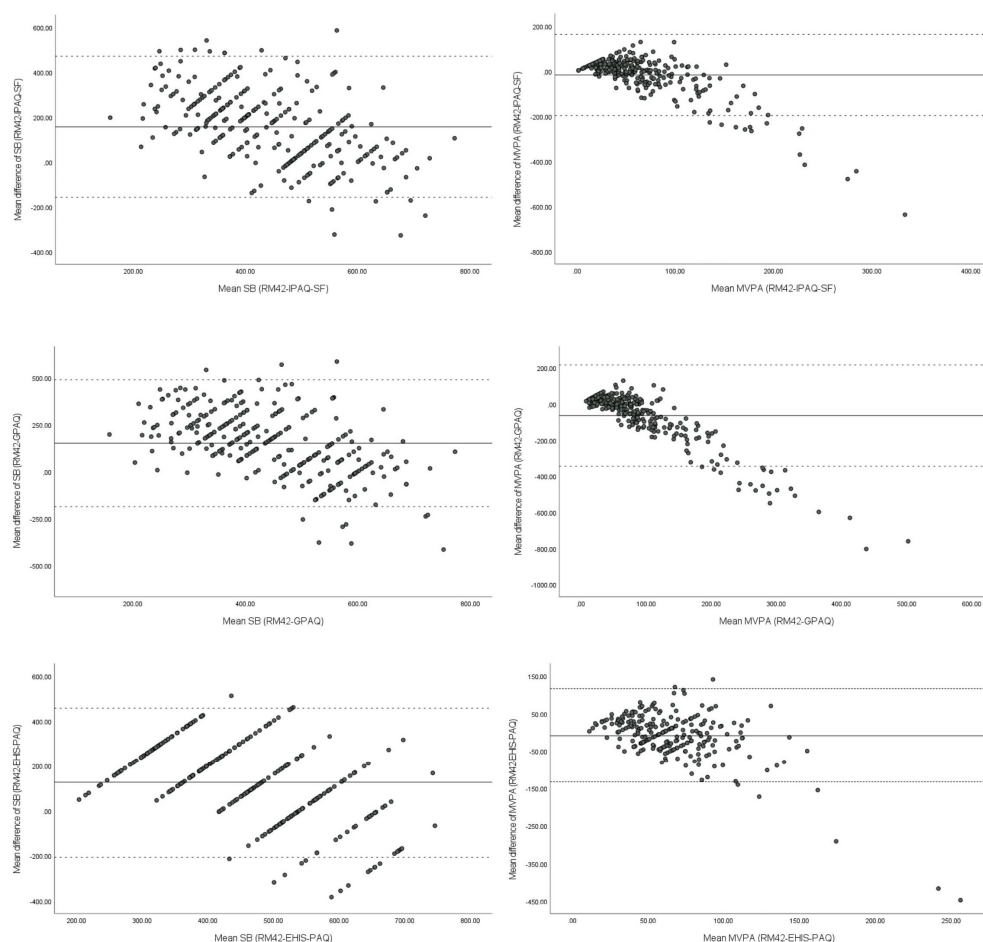 600.00
400.00
200.00
.00
-200.00
-400.00
Mean difference of SB (RM42-IPAQ-SF)
200.00 400.00 600.00 800.00
Mean SB (RM42-IPAQ-SF)
200.00
.00
-200.00
-400.00
-600.00
-800.00
Mean difference of MVPA (RM42-IPAQ-SF)
.00 100.00 200.00 300.00 400.00
Mean MVPA (RM42-IPAQ-SF)
500.00
250.00
.00
-250.00
-500.00
Mean difference of SB (RM42-GPAQ)
200.00 400.00 600.00 800.00
Mean SB (RM42-GPAQ)
200.00
.00
-200.00
-400.00
-600.00
-800.00
-1000.00
Mean difference of MVPA (RM42-GPAQ)
.00 100.00 200.00 300.00 400.00 500.00 600.00
Mean MVPA (RM42-GPAQ)
600.00
400.00
200.00
.00
-200.00
-400.00
Mean difference of SB (RM42-EHIS-PAQ)
200.00 300.00 400.00 500.00 600.00 700.00 800.00
Mean SB (RM42-EHIS-PAQ)
150.00
50.00
-50.00
-150.00
-250.00
-350.00
-450.00
Mean difference of MVPA (RM42-EHIS-PAQ)
.00 50.00 100.00 150.00 200.00 250.00
Mean MVPA (RM42-EHIS-PAQ)